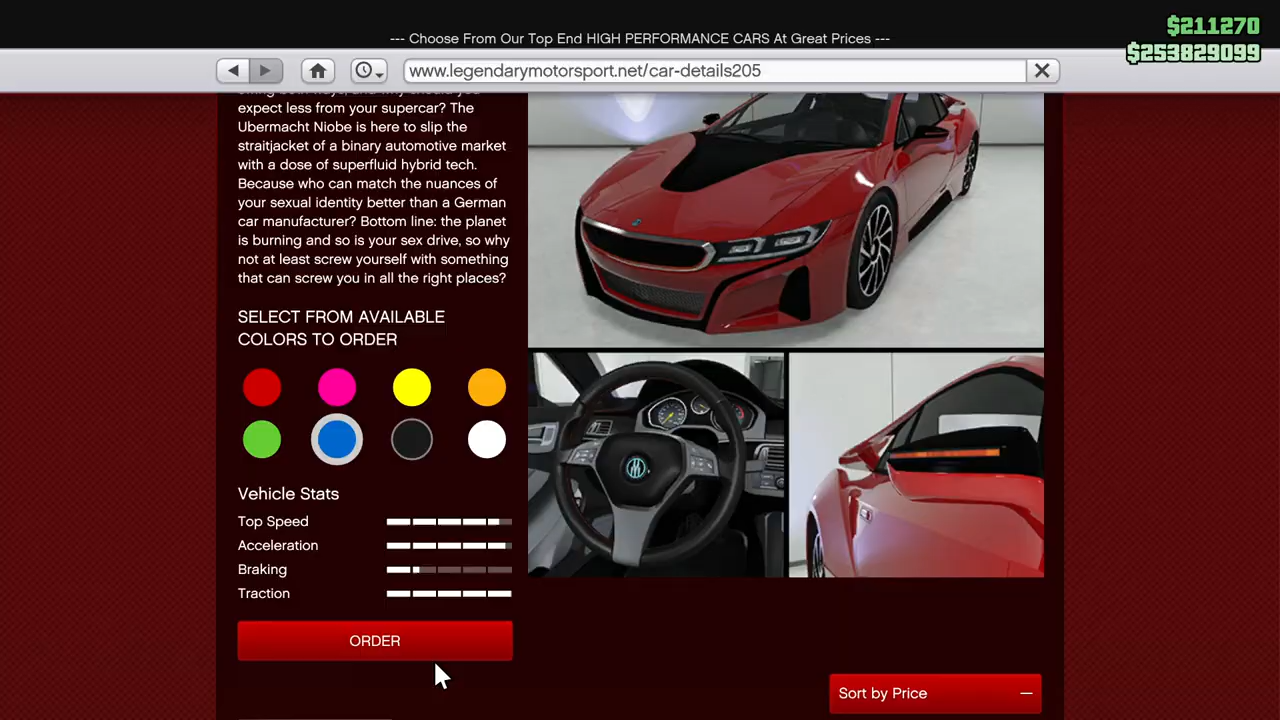 $211270
--- Choose From Our Top End HIGH PERFORMANCE CARS At Great Prices ---
$253829099
www.legendarymotorsport.net/car-details205
expect less from your supercar? The
Ubermacht Niobe is here to slip the
straitjacket of a binary automotive market
with a dose of superfluid hybrid tech.
Because who can match the nuances of
your sexual identity better than a German
car manufacturer? Bottom line: the planet
is burning and so is your sex drive, so why
not at least screw yourself with something
that can screw you in all the right places?
SELECT FROM AVAILABLE
COLORS TO ORDER
Vehicle Stats
Top Speed
Acceleration
Braking
Traction
ORDER
Sort by Price